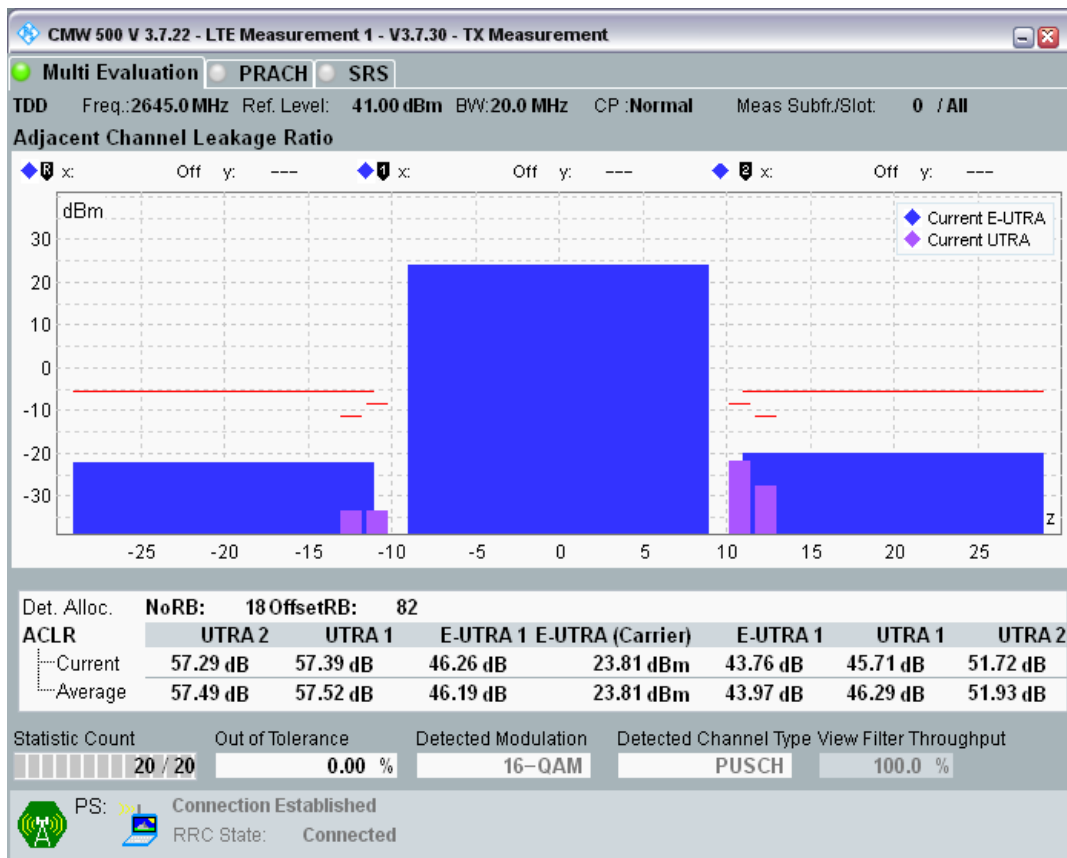 CMW 500 V 3.7.22 - LTE Measurement 1 - V3.7.30 - TX Measurement
Multi Evaluation PRACH SRS
TDD Freq.:2645.0 MHz Ref. Level: 41.00 dBm BW:20.0 MHz CP :Normal Meas Subfr./Slot: 0 / All
Adjacent Channel Leakage Ratio
R x: Off y: --- 1 x: Off y: --- 2 x: Off y: ---
dBm
Current E-UTRA
Current UTRA
30
20
10
0
-10
-20
-30
z
-25 -20 -15 -10 -5 0 5 10 15 20 25
Det. Alloc. NoRB: 18 OffsetRB: 82
ACLR UTRA 2 UTRA 1 E-UTRA 1 E-UTRA (Carrier) E-UTRA 1 UTRA 1 UTRA 2
Current 57.29 dB 57.39 dB 46.26 dB 23.81 dBm 43.76 dB 45.71 dB 51.72 dB
Average 57.49 dB 57.52 dB 46.19 dB 23.81 dBm 43.97 dB 46.29 dB 51.93 dB
Statistic Count Out of Tolerance Detected Modulation Detected Channel Type View Filter Throughput
20 / 20 0.00 % 16-QAM PUSCH 100.0 %
PS: Connection Established
RRC State: Connected